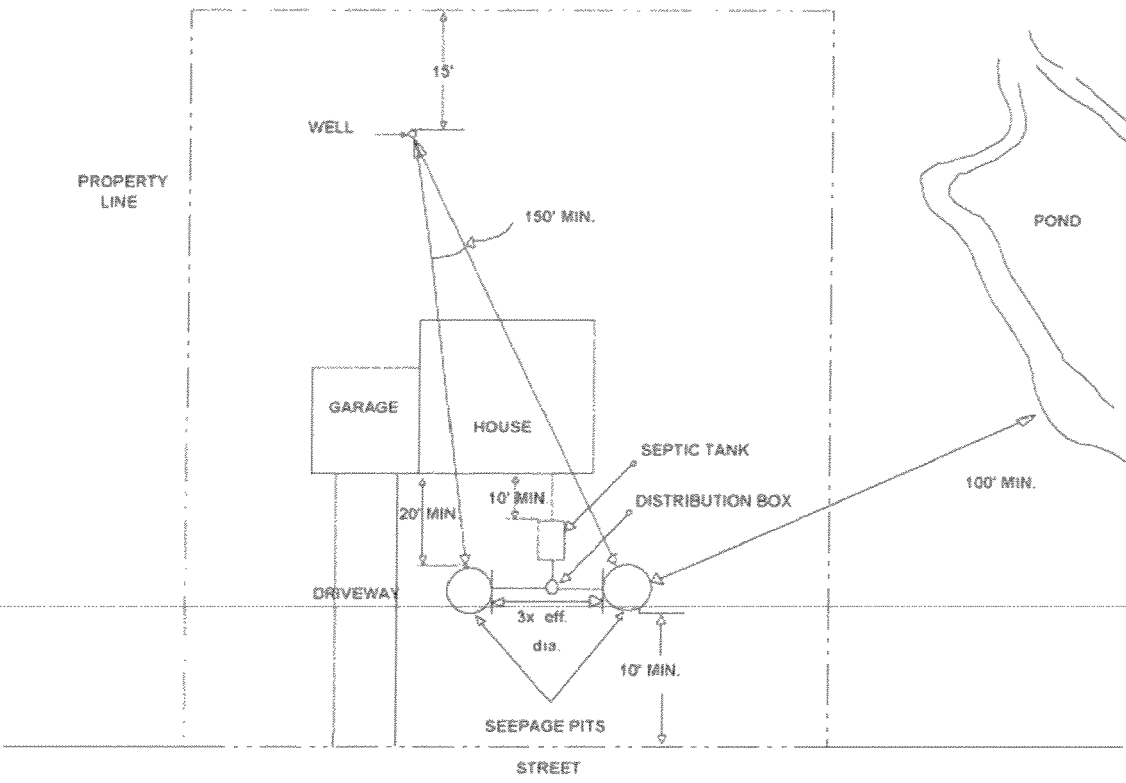 15'
WELL
PROPERTY
LINE
150' MIN.
POND
GARAGE
HOUSE
SEPTIC TANK
10' MIN.
DISTRIBUTION BOX
100' MIN.
20' MIN.
DRIVEWAY
3x eff.
dia.
10' MIN.
SEEPAGE PITS
STREET